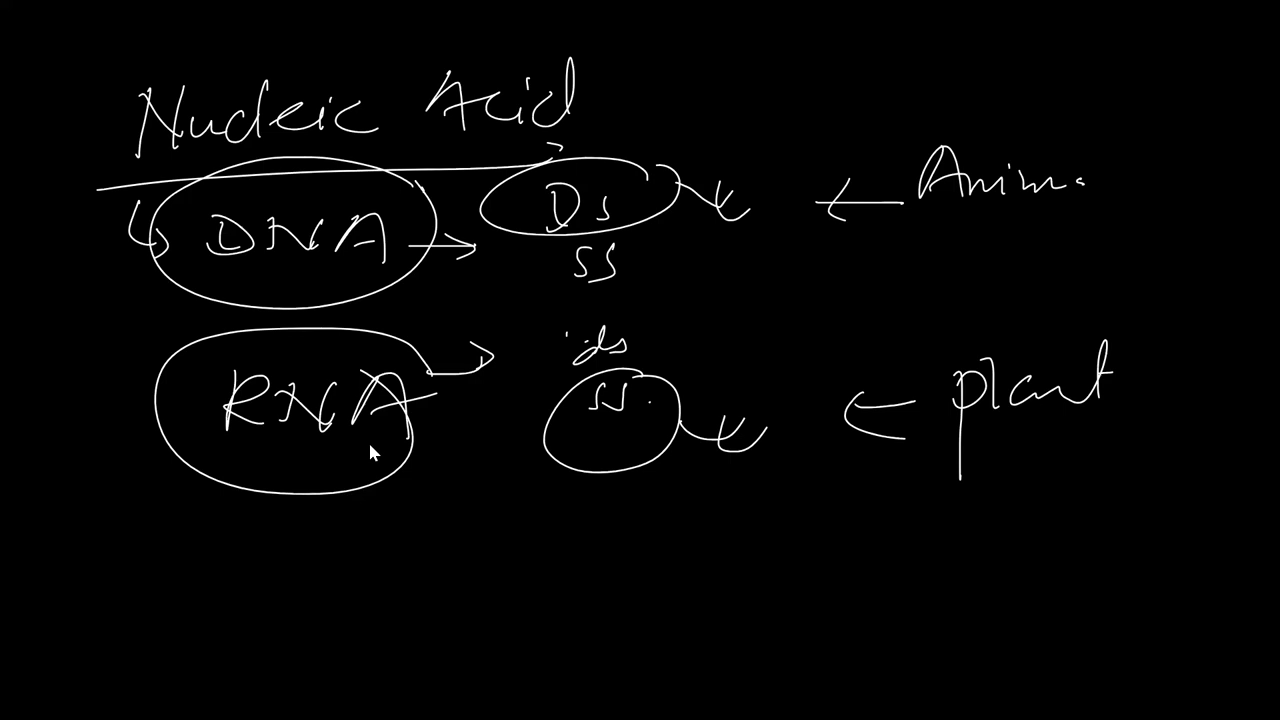 Nucleic Acid
DNA → Ds ← Anim
ss
ds
RNA → ss. ← plant